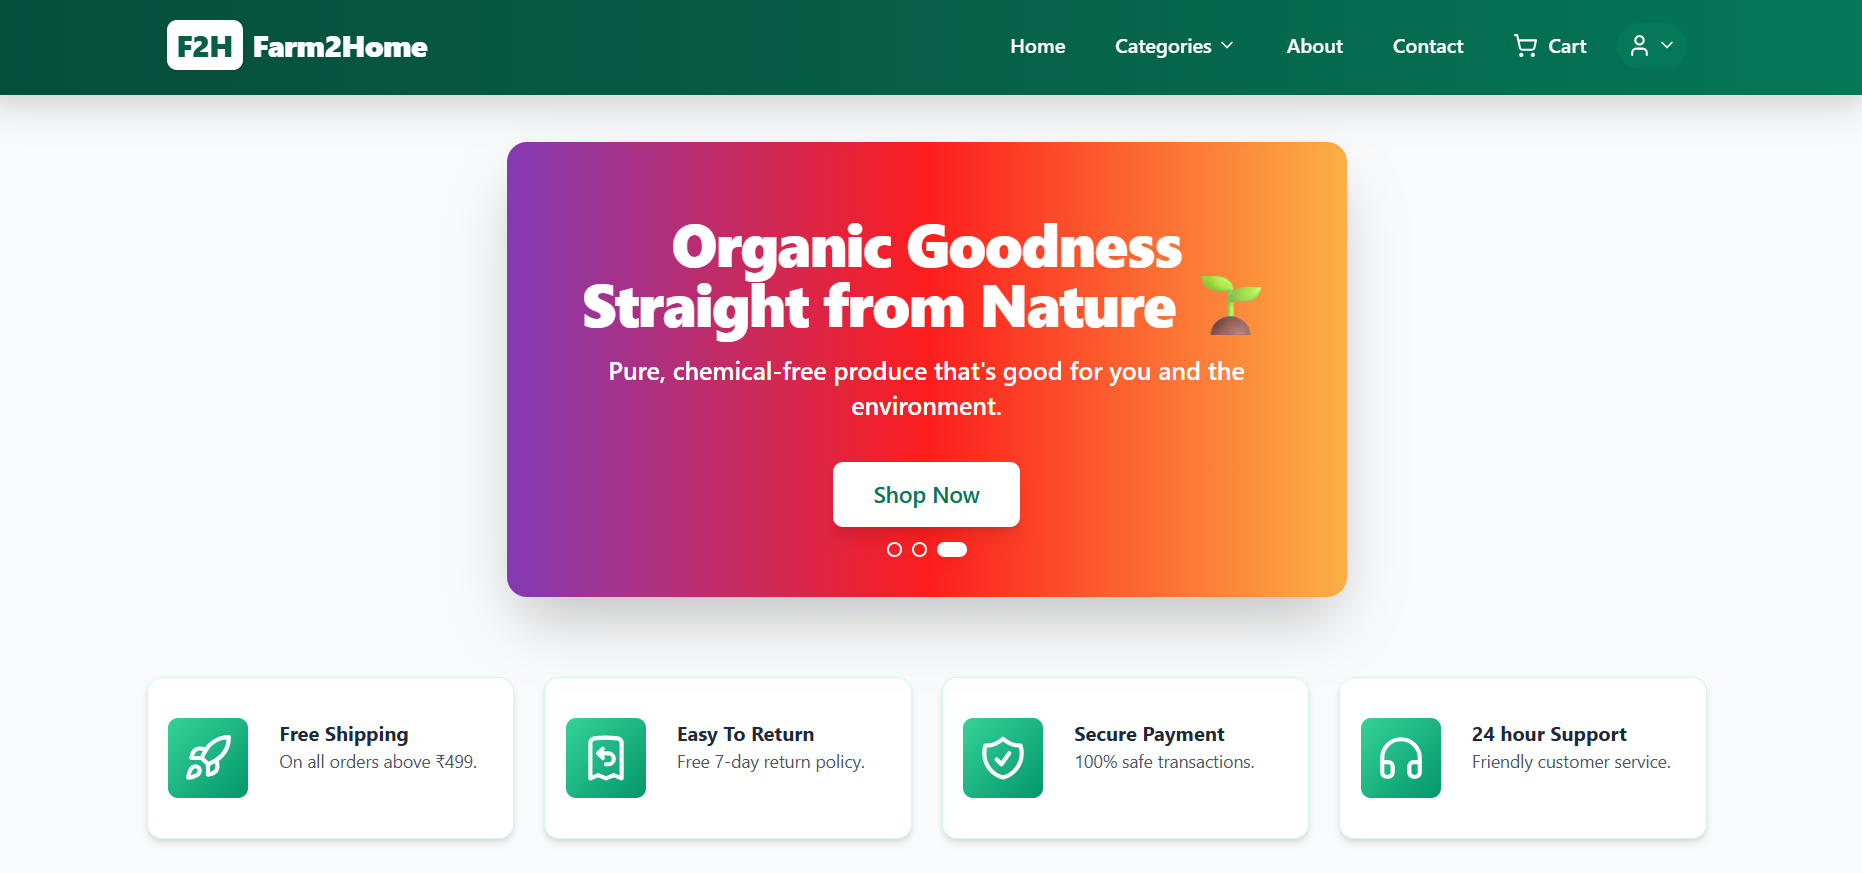 F2H Farm2Home
Home Categories About Contact Cart
Organic Goodness
Straight from Nature 🌱
Pure, chemical-free produce that's good for you and the
environment.
Shop Now
Free Shipping
On all orders above ₹499.
Easy To Return
Free 7-day return policy.
Secure Payment
100% safe transactions.
24 hour Support
Friendly customer service.